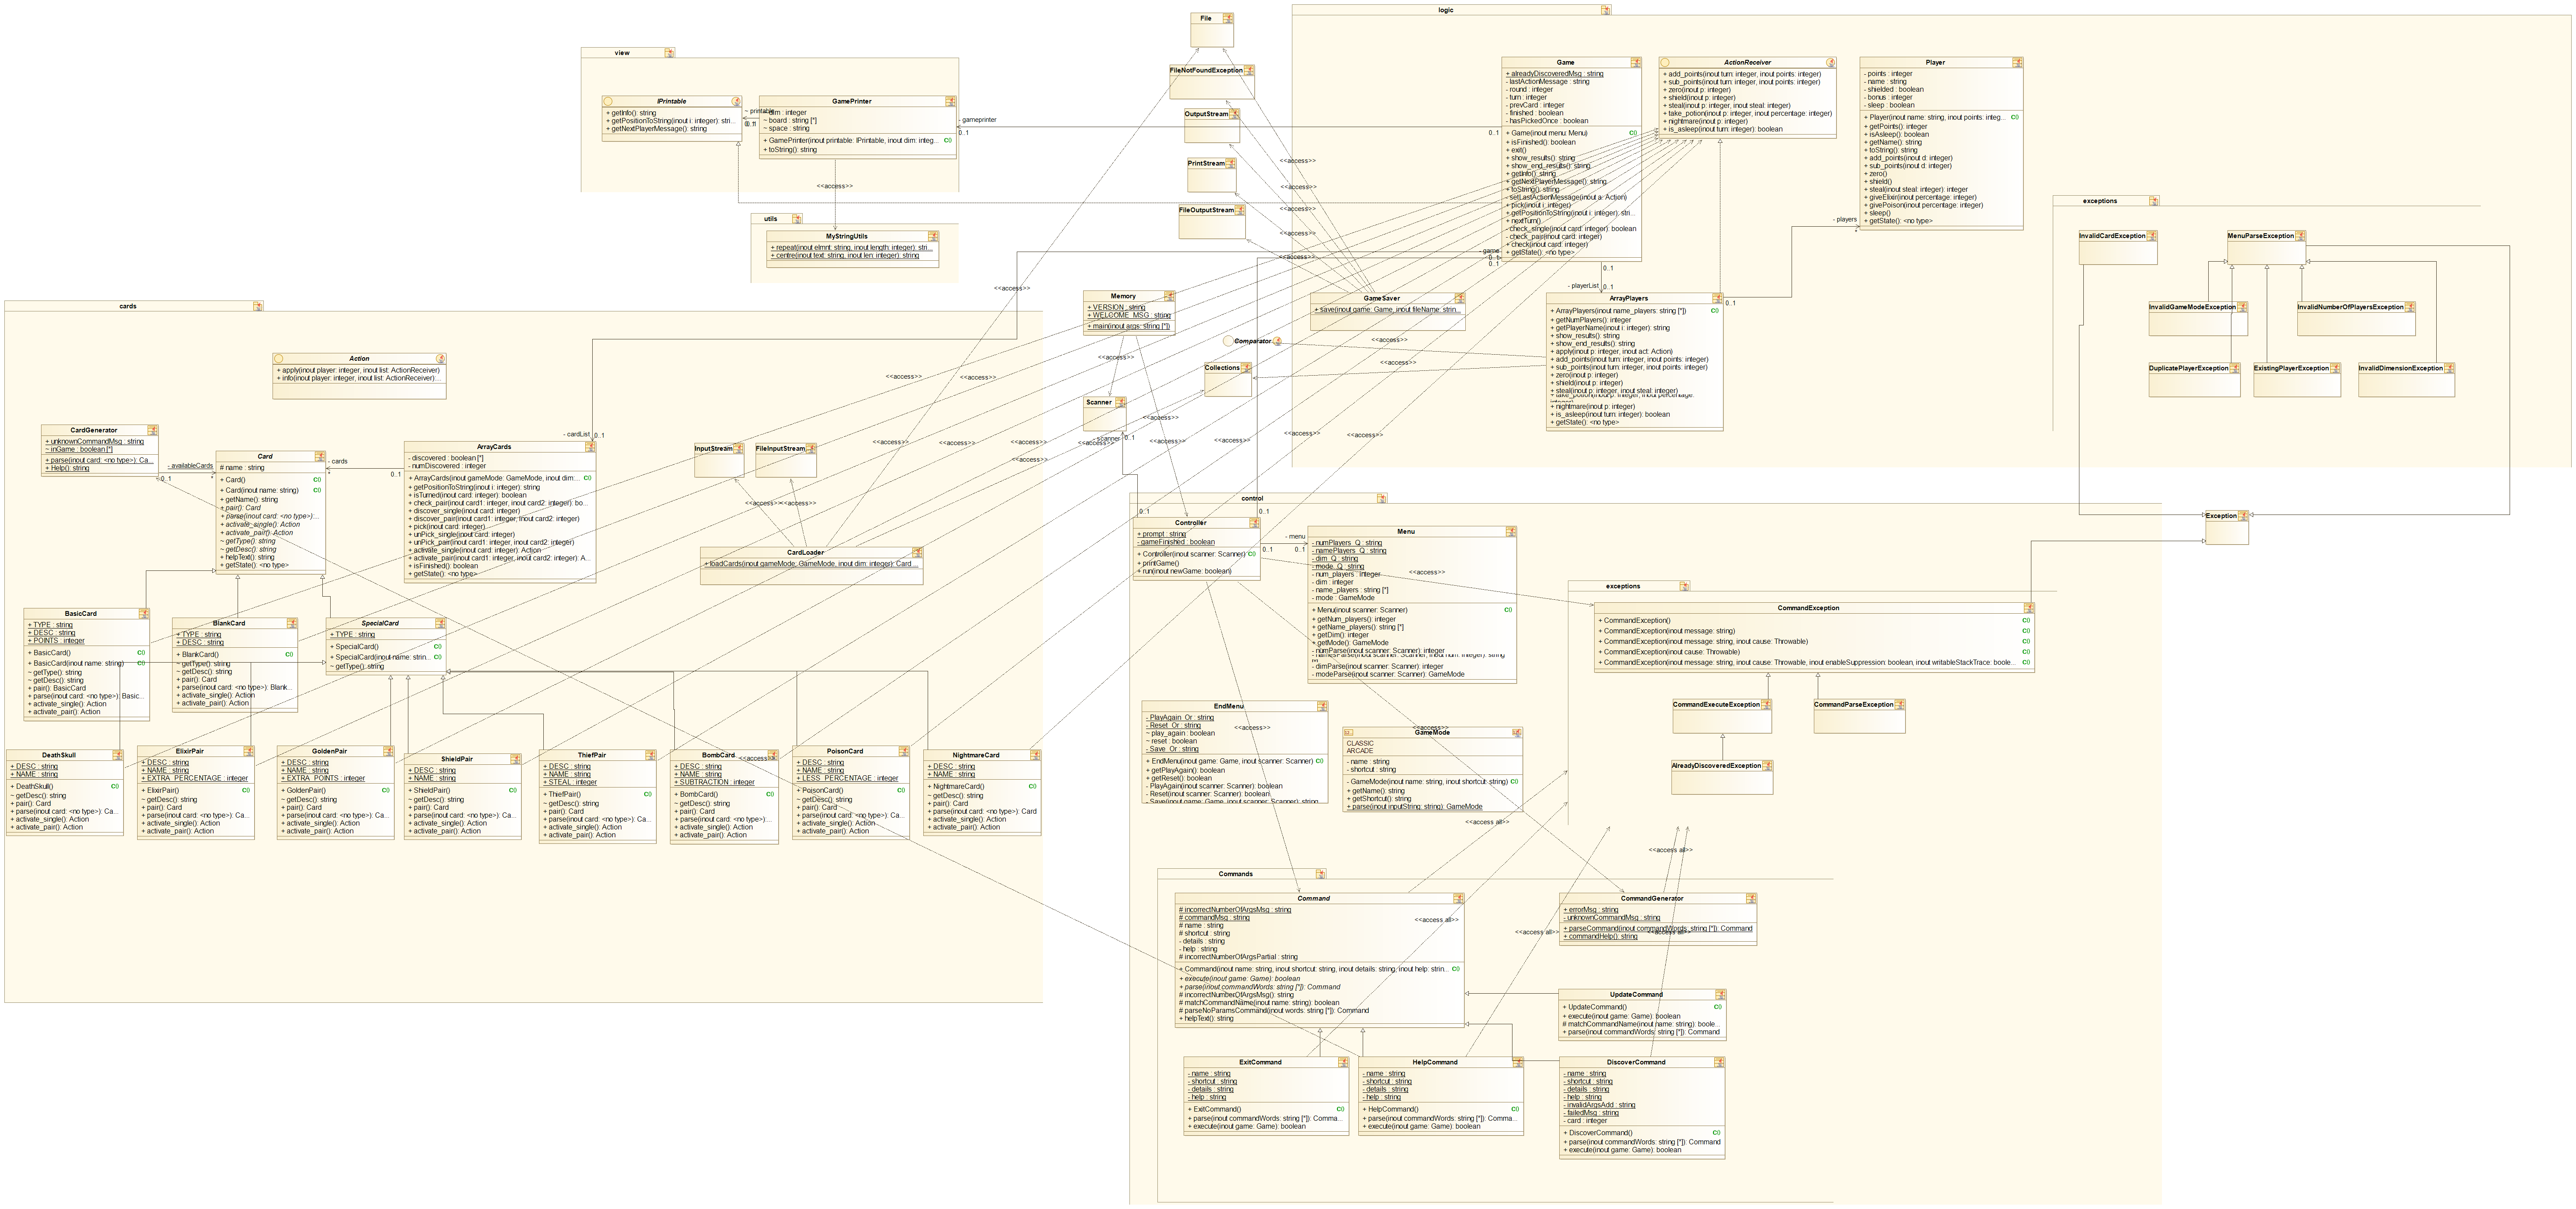 logic
view
utils
cards
control
exceptions
exceptions
Commands
File
FileNotFoundException
OutputStream
PrintStream
FileOutputStream
IPrintable
+ getInfo(): string
+ getPositionToString(inout i: integer): stri...
+ getNextPlayerMessage(): string
GamePrinter
~ board : string [*]
~ space : string
+ GamePrinter(inout printable: IPrintable, inout dim: integ...
+ toString(): string
- gameprinter
0..1
<<access>>
MyStringUtils
+ repeat(inout elmnt: string, inout length: integer): stri...
+ centre(inout text: string, inout len: integer): string
Game
+ alreadyDiscoveredMsg : string
- lastActionMessage : string
- round : integer
- turn : integer
- prevCard : integer
- finished : boolean
- hasPickedOnce : boolean
+ Game(inout menu: Menu)
+ isFinished(): boolean
+ exit()
+ show_results(): string
+ show_end_results(): string
+ getInfo(): string
+ getNextPlayerMessage(): string
+ toString(): string
- setLastActionMessage(inout a: Action)
+ pick(inout i: integer)
+ getPositionToString(inout i: integer): stri...
+ nextTurn()
- check_single(inout card: integer): boolean
- check_pair(inout card: integer)
+ check(inout card: integer)
+ getState(): <no type>
ActionReceiver
+ add_points(inout turn: integer, inout points: integer)
+ sub_points(inout turn: integer, inout points: integer)
+ zero(inout p: integer)
+ shield(inout p: integer)
+ steal(inout p: integer, inout steal: integer)
+ take_potion(inout p: integer, inout percentage: integer)
+ nightmare(inout p: integer)
+ is_asleep(inout turn: integer): boolean
Player
- points : integer
- name : string
- shielded : boolean
- bonus : integer
- sleep : boolean
+ Player(inout name: string, inout points: integ...
+ getPoints(): integer
+ isAsleep(): boolean
+ getName(): string
+ toString(): string
+ add_points(inout d: integer)
+ sub_points(inout d: integer)
+ zero()
+ shield()
+ steal(inout steal: integer): integer
+ giveElixir(inout percentage: integer)
+ givePoison(inout percentage: integer)
+ sleep()
+ getState(): <no type>
- players
*
GameSaver
+ save(inout game: Game, inout fileName: strin...
- playerList
0..1
ArrayPlayers
+ ArrayPlayers(inout name_players: string [*])
+ getNumPlayers(): integer
+ getPlayerName(inout i: integer): string
+ show_results(): string
+ show_end_results(): string
+ apply(inout p: integer, inout act: Action)
+ add_points(inout turn: integer, inout points: integer)
+ sub_points(inout turn: integer, inout points: integer)
+ zero(inout p: integer)
+ shield(inout p: integer)
+ steal(inout p: integer, inout steal: integer)
+ nightmare(inout p: integer)
+ is_asleep(inout turn: integer): boolean
+ getState(): <no type>
Comparator
Collections
InvalidCardException
MenuParseException
InvalidGameModeException
InvalidNumberOfPlayersException
DuplicatePlayerException
ExistingPlayerException
InvalidDimensionException
Exception
Memory
+ VERSION : string
+ WELCOME_MSG : string
+ main(inout args: string [*])
Scanner
- scanner
0..1
Action
+ apply(inout player: integer, inout list: ActionReceiver)
+ info(inout player: integer, inout list: ActionReceiver)...
CardGenerator
+ unknownCommandMsg : string
~ inGame : boolean [*]
+ parse(inout card: <no type>): Ca...
+ Help(): string
- availableCards
Card
# name : string
+ Card()
+ Card(inout name: string)
+ getName(): string
+ pair(): Card
+ parse(inout card: <no type>):...
+ activate_single(): Action
+ activate_pair(): Action
~ getType(): string
~ getDesc(): string
+ helpText(): string
+ getState(): <no type>
- cards
- cardList
ArrayCards
- discovered : boolean [*]
- numDiscovered : integer
+ ArrayCards(inout gameMode: GameMode, inout dim:...
+ getPositionToString(inout i: integer): string
+ isTurned(inout card: integer): boolean
+ check_pair(inout card1: integer, inout card2: integer): bo...
+ discover_single(inout card: integer)
+ discover_pair(inout card1: integer, inout card2: integer)
+ pick(inout card: integer)
+ unPick_single(inout card: integer)
+ unPick_pair(inout card1: integer, inout card2: integer)
+ activate_single(inout card: integer): Action
+ activate_pair(inout card1: integer, inout card2: integer): A...
+ isFinished(): boolean
+ getState(): <no type>
InputStream
FileInputStream
CardLoader
+ loadCards(inout gameMode: GameMode, inout dim: integer): Card ...
BasicCard
+ TYPE : string
+ DESC : string
+ POINTS : integer
+ BasicCard()
+ BasicCard(inout name: string)
~ getType(): string
~ getDesc(): string
+ pair(): BasicCard
+ parse(inout card: <no type>): Basic...
+ activate_single(): Action
+ activate_pair(): Action
BlankCard
+ TYPE : string
+ DESC : string
+ BlankCard()
~ getType(): string
~ getDesc(): string
+ pair(): Card
+ parse(inout card: <no type>): Blank...
+ activate_single(): Action
+ activate_pair(): Action
SpecialCard
+ TYPE : string
+ SpecialCard()
+ SpecialCard(inout name: strin...
~ getType(): string
DeathSkull
+ DESC : string
+ NAME : string
+ DeathSkull()
~ getDesc(): string
+ pair(): Card
+ parse(inout card: <no type>): Ca...
+ activate_single(): Action
+ activate_pair(): Action
ElixirPair
+ DESC : string
+ NAME : string
+ EXTRA_PERCENTAGE : integer
+ ElixirPair()
~ getDesc(): string
+ pair(): Card
+ parse(inout card: <no type>): Ca...
+ activate_single(): Action
+ activate_pair(): Action
GoldenPair
+ DESC : string
+ NAME : string
+ EXTRA_POINTS : integer
+ GoldenPair()
~ getDesc(): string
+ pair(): Card
+ parse(inout card: <no type>): Ca...
+ activate_single(): Action
+ activate_pair(): Action
ShieldPair
+ DESC : string
+ NAME : string
+ ShieldPair()
~ getDesc(): string
+ pair(): Card
+ parse(inout card: <no type>): Ca...
+ activate_single(): Action
+ activate_pair(): Action
ThiefPair
+ DESC : string
+ NAME : string
+ STEAL : integer
+ ThiefPair()
~ getDesc(): string
+ pair(): Card
+ parse(inout card: <no type>): Ca...
+ activate_single(): Action
+ activate_pair(): Action
BombCard
+ DESC : string
+ NAME : string
+ SUBTRACTION : integer
+ BombCard()
~ getDesc(): string
+ pair(): Card
+ parse(inout card: <no type>):...
+ activate_single(): Action
+ activate_pair(): Action
PoisonCard
+ DESC : string
+ NAME : string
+ LESS_PERCENTAGE : integer
+ PoisonCard()
~ getDesc(): string
+ pair(): Card
+ parse(inout card: <no type>): Ca...
+ activate_single(): Action
+ activate_pair(): Action
NightmareCard
+ DESC : string
+ NAME : string
+ NightmareCard()
~ getDesc(): string
+ pair(): Card
+ parse(inout card: <no type>): Card
+ activate_single(): Action
+ activate_pair(): Action
Controller
+ prompt : string
- gameFinished : boolean
+ Controller(inout scanner: Scanner)
+ printGame()
+ run(inout newGame: boolean)
- menu
0..1
Menu
- numPlayers_Q : string
- namePlayers_Q : string
- dim_Q : string
- mode_Q : string
- num_players : integer
- dim : integer
- name_players : string [*]
- mode : GameMode
+ Menu(inout scanner: Scanner)
+ getNum_players(): integer
+ getName_players(): string [*]
+ getDim(): integer
+ getMode(): GameMode
- numParse(inout scanner: Scanner): integer
- dimParse(inout scanner: Scanner): integer
- modeParse(inout scanner: Scanner): GameMode
EndMenu
- PlayAgain_Qr : string
- Reset_Qr : string
~ play_again : boolean
~ reset : boolean
- Save_Qr : string
+ EndMenu(inout game: Game, inout scanner: Scanner)
+ getPlayAgain(): boolean
+ getReset(): boolean
- PlayAgain(inout scanner: Scanner): boolean
- Reset(inout scanner: Scanner): boolean
- Save(inout game: Game, inout scanner: Scanner): string
GameMode
CLASSIC
ARCADE
- name : string
- shortcut : string
- GameMode(inout name: string, inout shortcut: string)
+ getName(): string
+ getShortcut(): string
+ parse(inout inputString: string): GameMode
CommandException
+ CommandException()
+ CommandException(inout message: string)
+ CommandException(inout message: string, inout cause: Throwable)
+ CommandException(inout cause: Throwable)
+ CommandException(inout message: string, inout cause: Throwable, inout enableSuppression: boolean, inout writableStackTrace: boole...
CommandExecuteException
CommandParseException
AlreadyDiscoveredException
<<access all>>
Command
# incorrectNumberOfArgsMsg : string
# commandMsg : string
# name : string
# shortcut : string
- details : string
- help : string
# incorrectNumberOfArgsPartial : string
+ Command(inout name: string, inout shortcut: string, inout details: string, inout help: strin...
+ execute(inout game: Game): boolean
+ parse(inout commandWords: string [*]): Command
# incorrectNumberOfArgsMsg(): string
# matchCommandName(inout name: string): boolean
# parseNoParamsCommand(inout words: string [*]): Command
+ helpText(): string
CommandGenerator
+ errorMsg : string
- unknownCommandMsg : string
+ parseCommand(inout commandWords: string [*]): Command
+ commandHelp(): string
UpdateCommand
+ UpdateCommand()
+ execute(inout game: Game): boolean
# matchCommandName(inout name: string): boole...
+ parse(inout commandWords: string [*]): Command
ExitCommand
- name : string
- shortcut : string
- details : string
- help : string
+ ExitCommand()
+ parse(inout commandWords: string [*]): Comma...
+ execute(inout game: Game): boolean
HelpCommand
- name : string
- shortcut : string
- details : string
- help : string
+ HelpCommand()
+ parse(inout commandWords: string [*]): Comma...
+ execute(inout game: Game): boolean
DiscoverCommand
- name : string
- shortcut : string
- details : string
- help : string
- invalidArgsAdd : string
- failedMsg : string
- card : integer
+ DiscoverCommand()
+ parse(inout commandWords: string [*]): Command
+ execute(inout game: Game): boolean